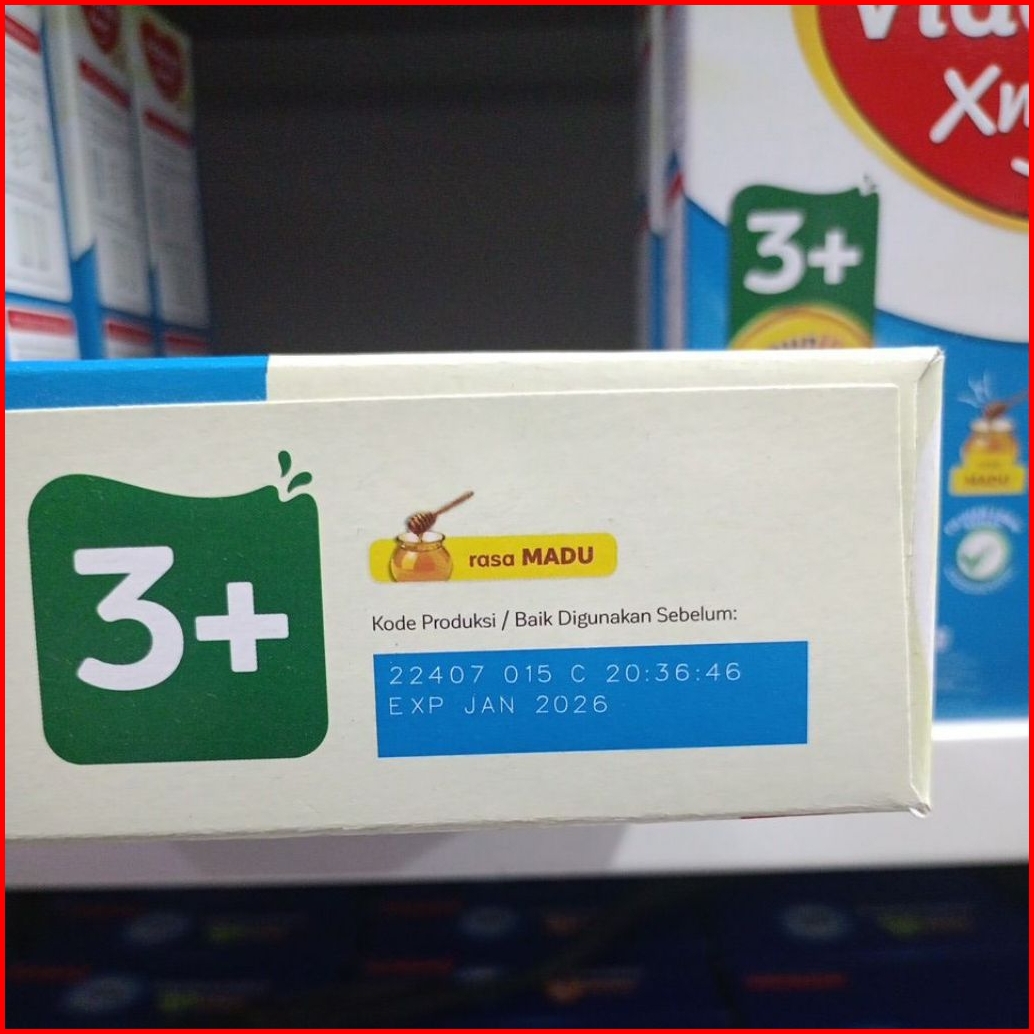 3+
3+
rasa MADU
Kode Produksi / Baik Digunakan Sebelum:
22407 015 C 20:36:46
EXP JAN 2026
MADU